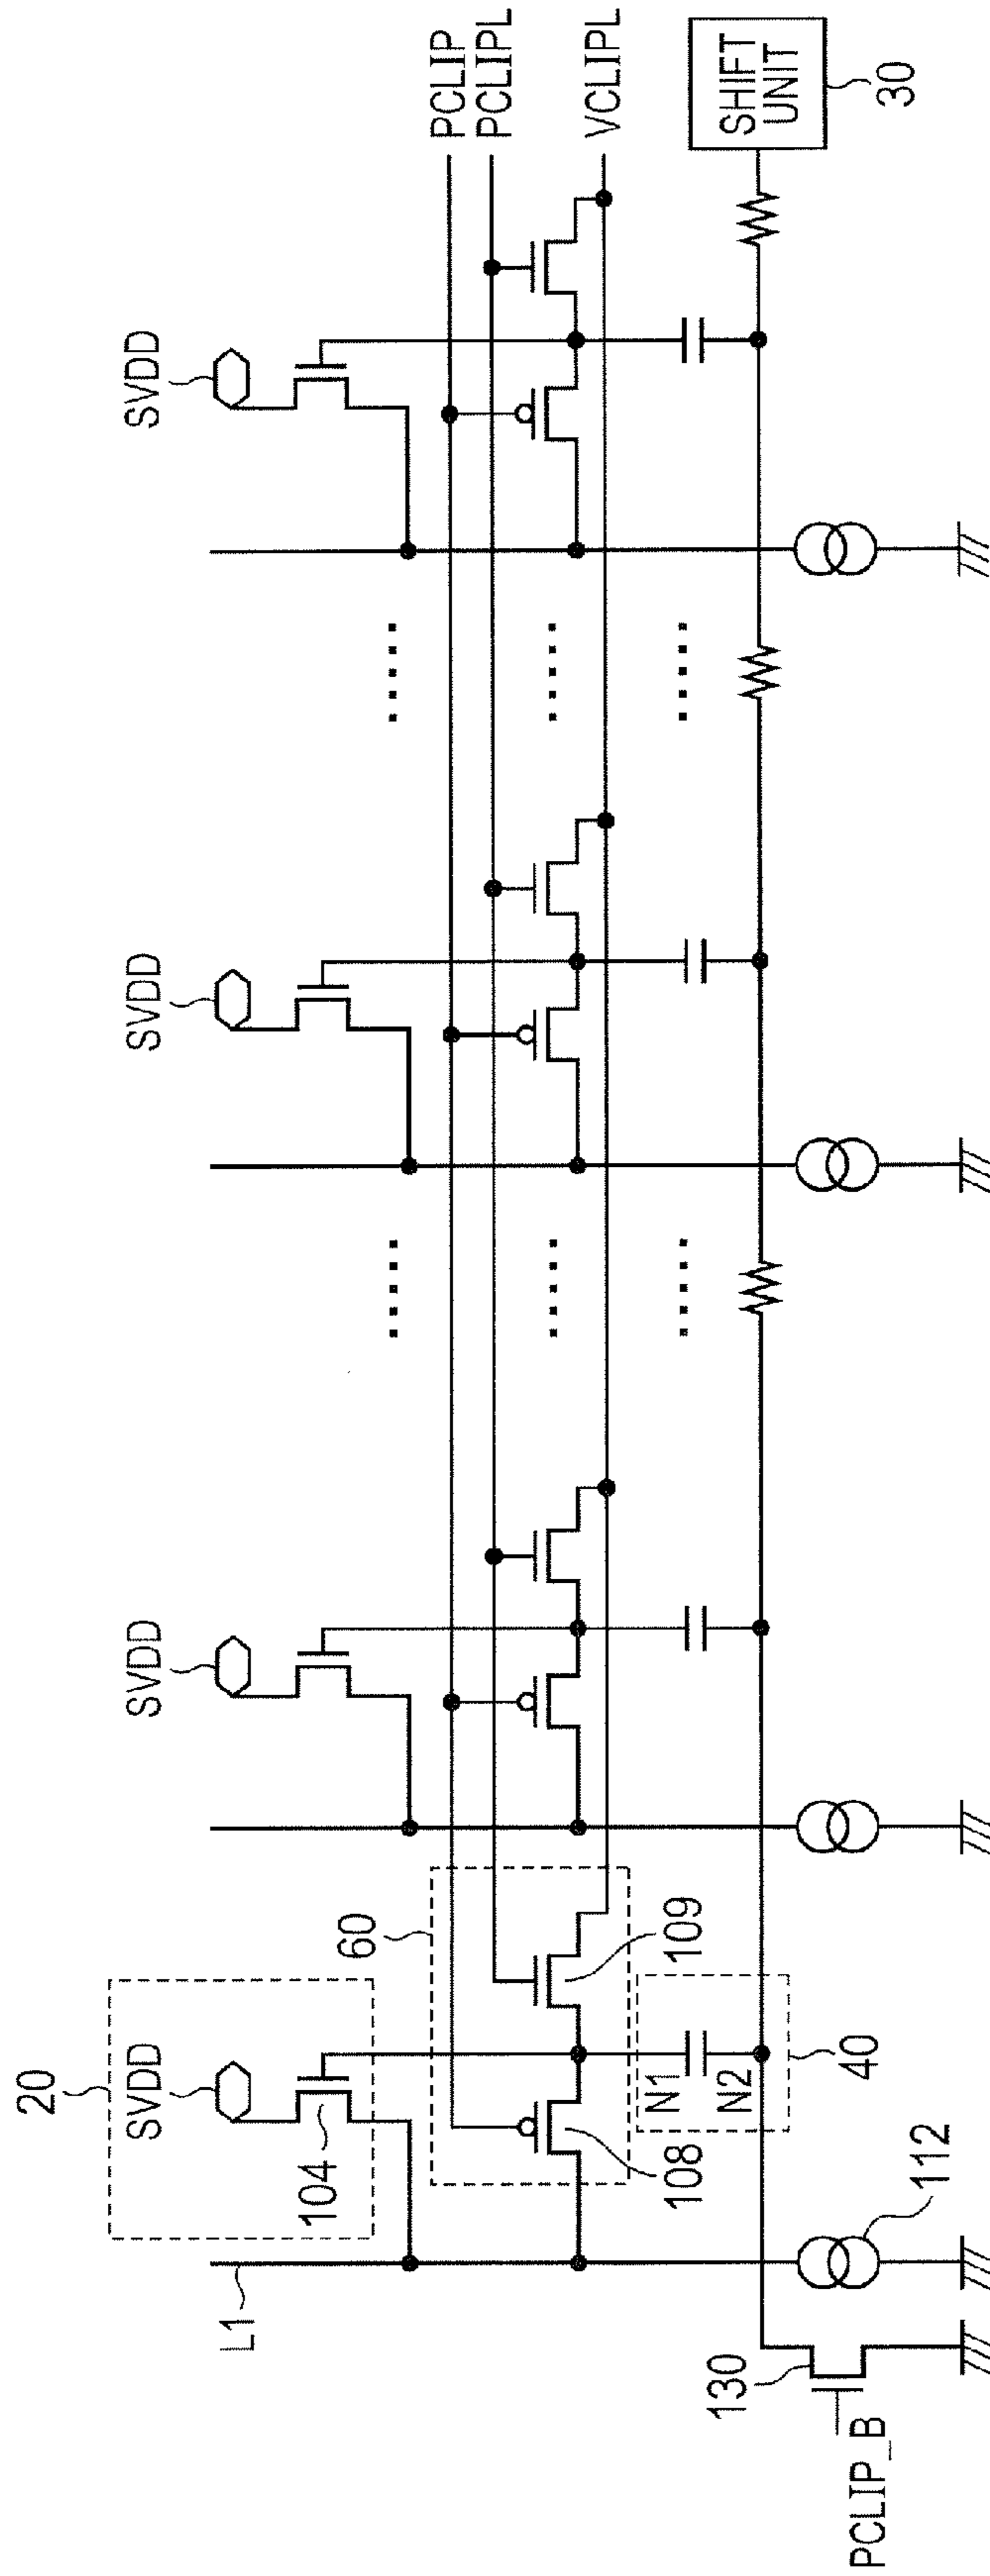 20
SVDD
104
L1
60
108
109
N1
N2
40
112
130
PCLIP_B
SVDD
SVDD
SVDD
PCLIP
PCLIPL
VCLIPL
SHIFT
UNIT
30